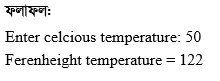 ফলাফল:
Enter celcious temperature: 50
Ferenheight temperature = 122